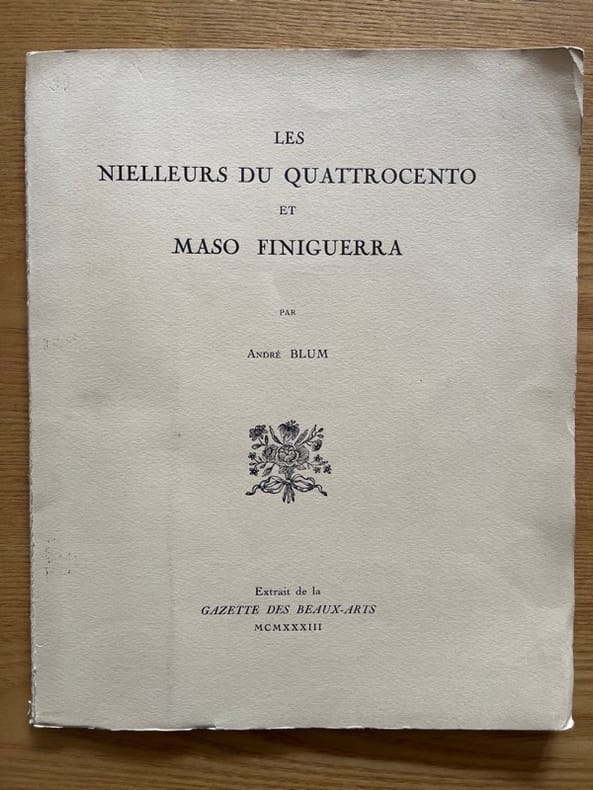 LES
NIELLEURS DU QUATTROCENTO
ET
MASO FINIGUERRA
PAR
André BLUM
Extrait de la
GAZETTE DES BEAUX-ARTS
MCMXXXIII